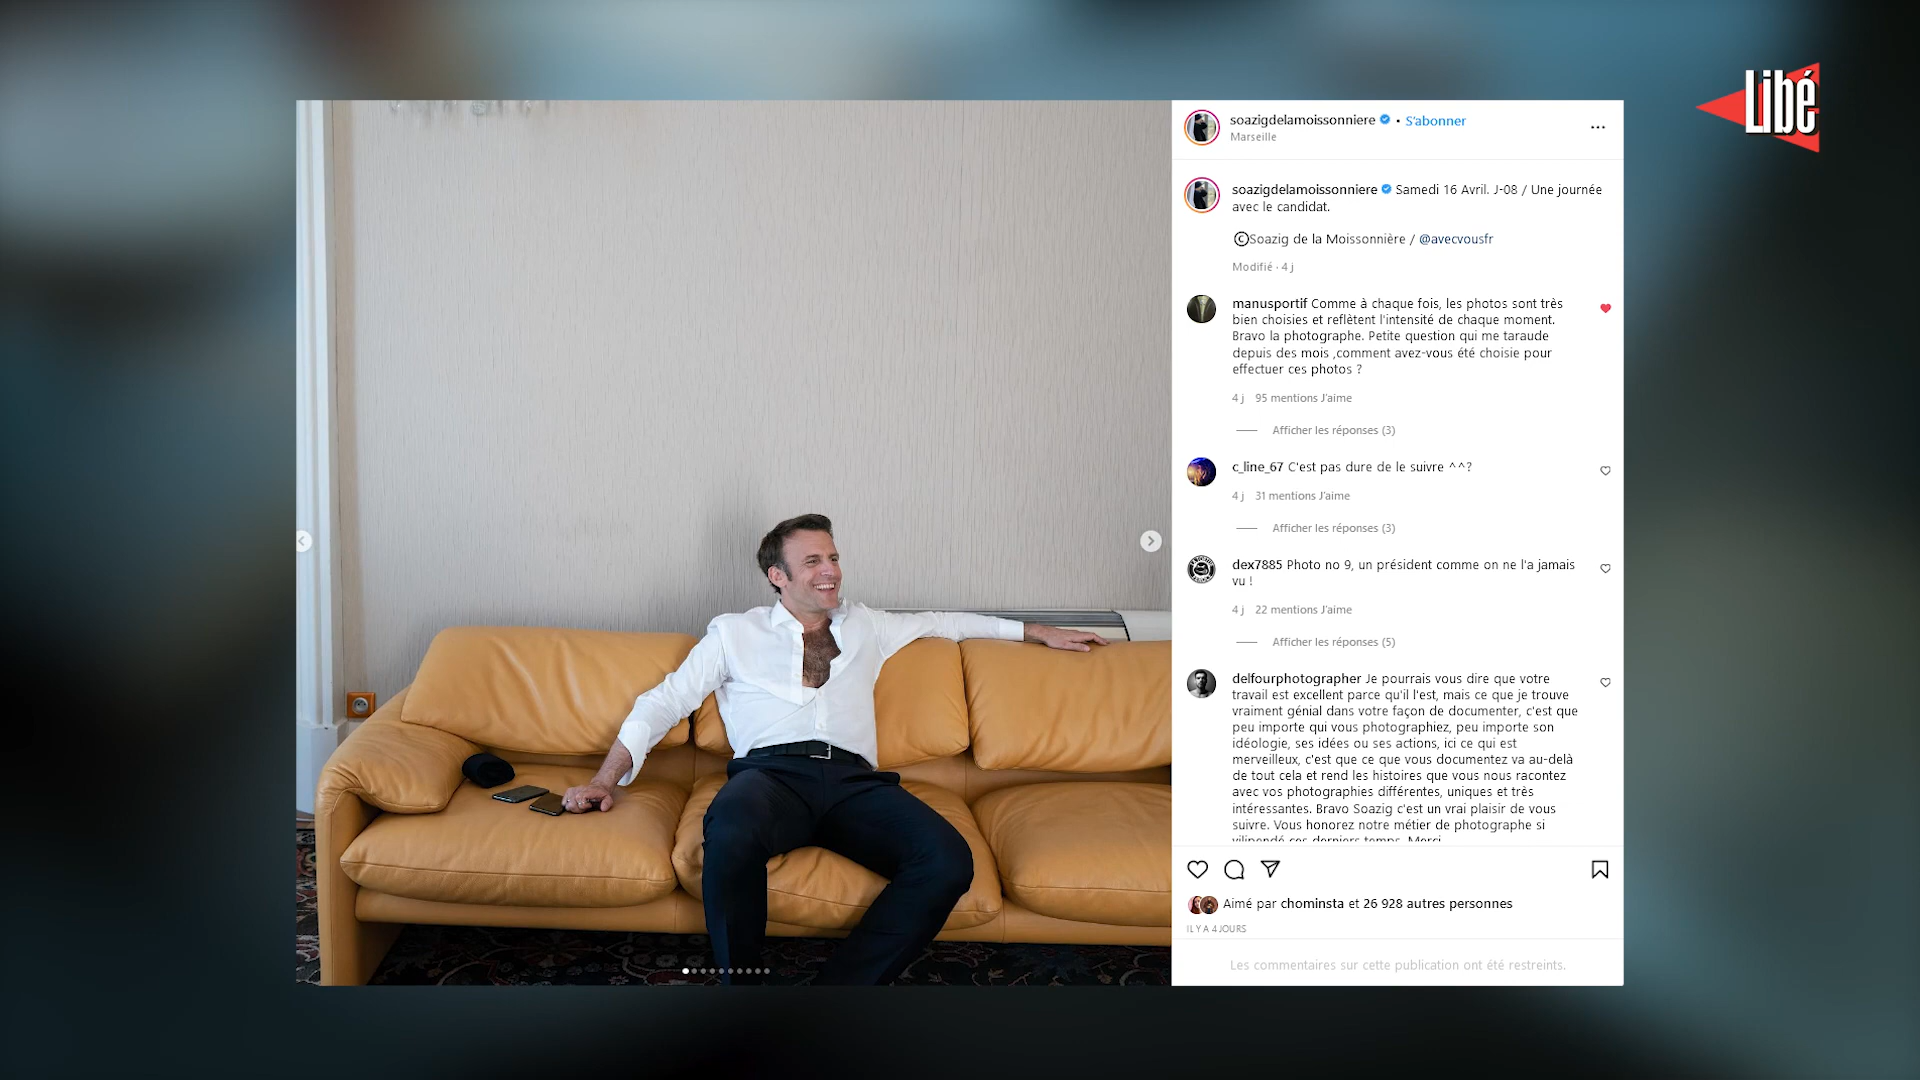 Libé
soazigdelamoissonniere • S'abonner
Marseille
soazigdelamoissonniere Samedi 16 Avril. J-08 / Une journée
avec le candidat.
©Soazig de la Moissonnière / @avecvousfr
Modifié · 4 j
manusportif Comme à chaque fois, les photos sont très
bien choisies et reflètent l'intensité de chaque moment.
Bravo la photographe. Petite question qui me taraude
depuis des mois ,comment avez-vous été choisie pour
effectuer ces photos ?
4 j 95 mentions J'aime
Afficher les réponses (3)
c_line_67 C'est pas dure de le suivre ^^?
4 j 31 mentions J'aime
Afficher les réponses (3)
dex7885 Photo no 9, un président comme on ne l'a jamais
vu !
4 j 22 mentions J'aime
Afficher les réponses (5)
delfourphotographer Je pourrais vous dire que votre
travail est excellent parce qu'il l'est, mais ce que je trouve
vraiment génial dans votre façon de documenter, c'est que
peu importe qui vous photographiez, peu importe son
idéologie, ses idées ou ses actions, ici ce qui est
merveilleux, c'est que ce que vous documentez va au-delà
de tout cela et rend les histoires que vous nous racontez
avec vos photographies différentes, uniques et très
intéressantes. Bravo Soazig c'est un vrai plaisir de vous
suivre. Vous honorez notre métier de photographe si
vilipendé ces derniers temps. Merci
Aimé par chominsta et 26 928 autres personnes
IL Y A 4 JOURS
Les commentaires sur cette publication ont été restreints.